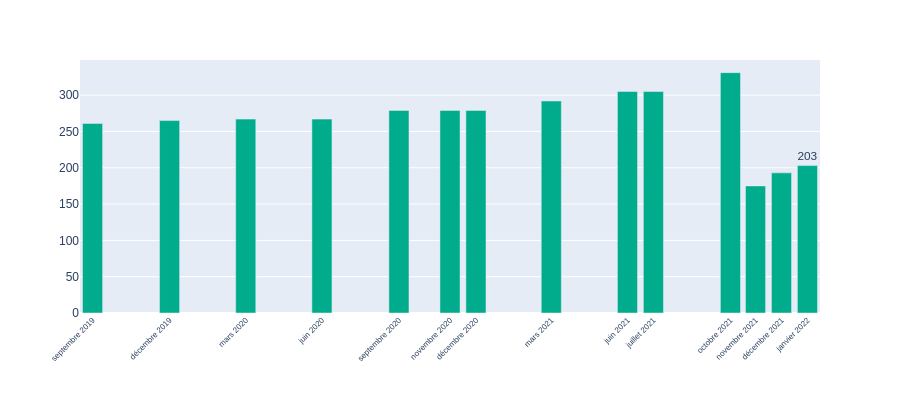 300
250
200
150
100
50
0
203
septembre 2019
décembre 2019
mars 2020
juin 2020
septembre 2020
novembre 2020
décembre 2020
mars 2021
juin 2021
juillet 2021
octobre 2021
novembre 2021
décembre 2021
janvier 2022